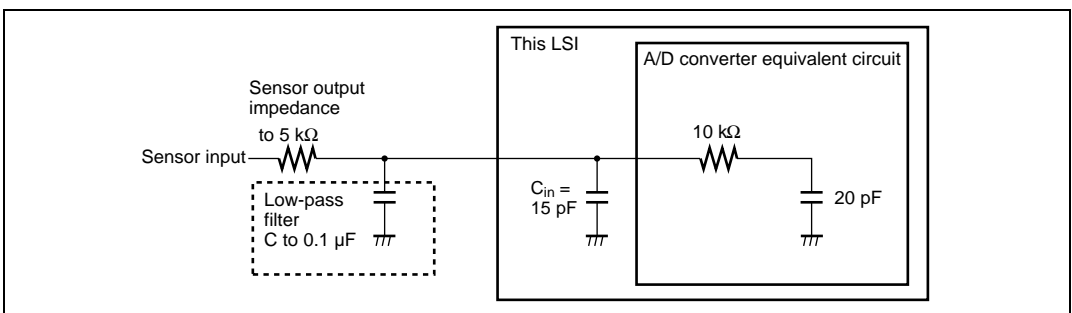 This LSI
A/D converter equivalent circuit
Sensor output
impedance
to 5 kΩ
10 kΩ
Sensor input
Cin =
15 pF
20 pF
Low-pass
filter
C to 0.1 μF